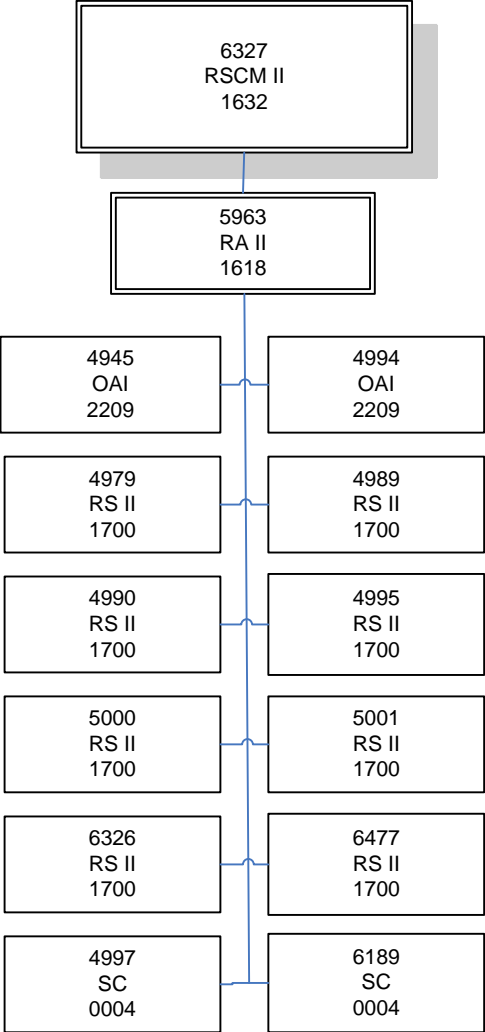 6327
RSCM II
1632
5963
RA II
1618
4945
OAI
2209
4994
OAI
2209
4979
RS II
1700
4989
RS II
1700
4990
RS II
1700
4995
RS II
1700
5000
RS II
1700
5001
RS II
1700
6326
RS II
1700
6477
RS II
1700
4997
SC
0004
6189
SC
0004